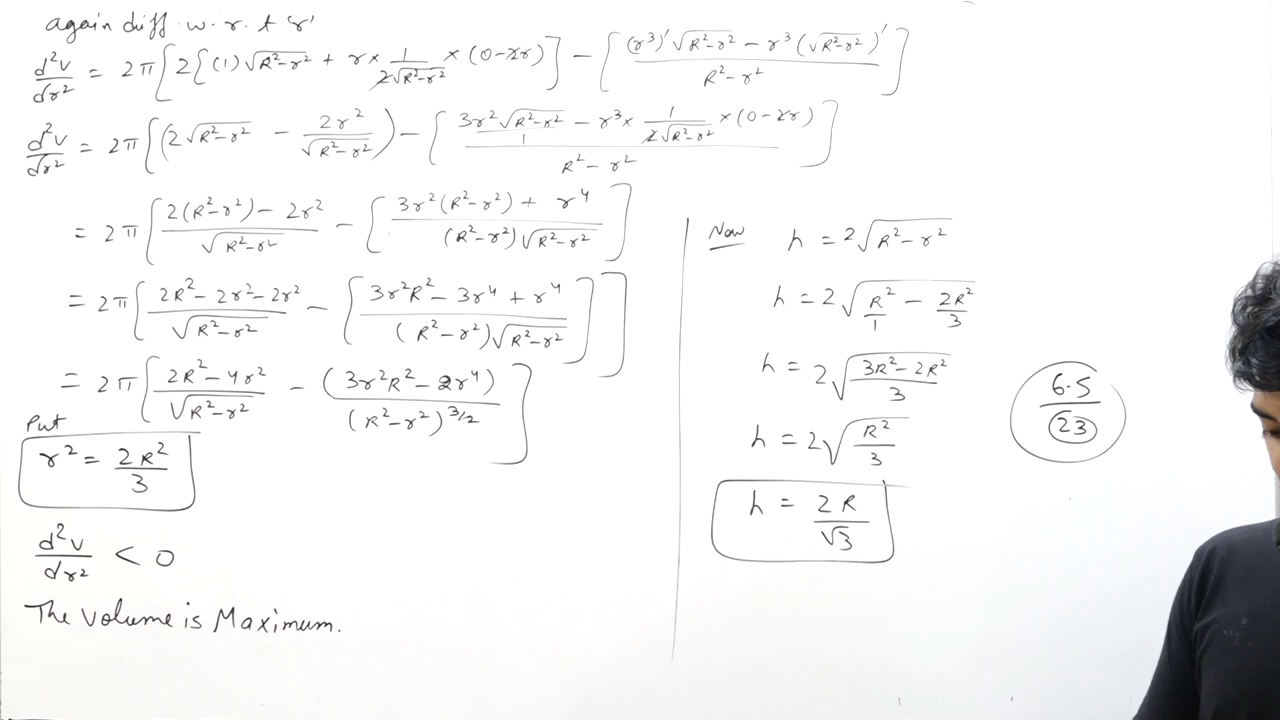 again diff. w. r. t 'r'
d²v/dr² = 2π[2{(1)√(R²-r²) + r × 1/(2√(R²-r²)) × (0-2r)] - [((r³)'√(R²-r²) - r³(√(R²-r²))')/(R²-r²)]
d²v/dr² = 2π[(2√(R²-r²) - 2r²/√(R²-r²)) - [(3r²√(R²-r²)/1 - r³ × 1/(2√(R²-r²)) × (0-2r))/(R²-r²)]
= 2π[(2(R²-r²) - 2r²)/√(R²-r²) - [(3r²(R²-r²) + r⁴)/((R²-r²)√(R²-r²))]
= 2π[(2R²-2r²-2r²)/√(R²-r²) - [(3r²R² - 3r⁴ + r⁴)/((R²-r²)√(R²-r²))]]
= 2π[(2R²-4r²)/√(R²-r²) - (3r²R² - 2r⁴)/(R²-r²)^(3/2)]
Put
r² = 2R²/3
d²v/dr² < 0
The volume is Maximum.
Now h = 2√(R²-r²)
h = 2√(R²/1 - 2R²/3)
h = 2√((3R²-2R²)/3)
h = 2√(R²/3)
h = 2R/√3
6.5
23